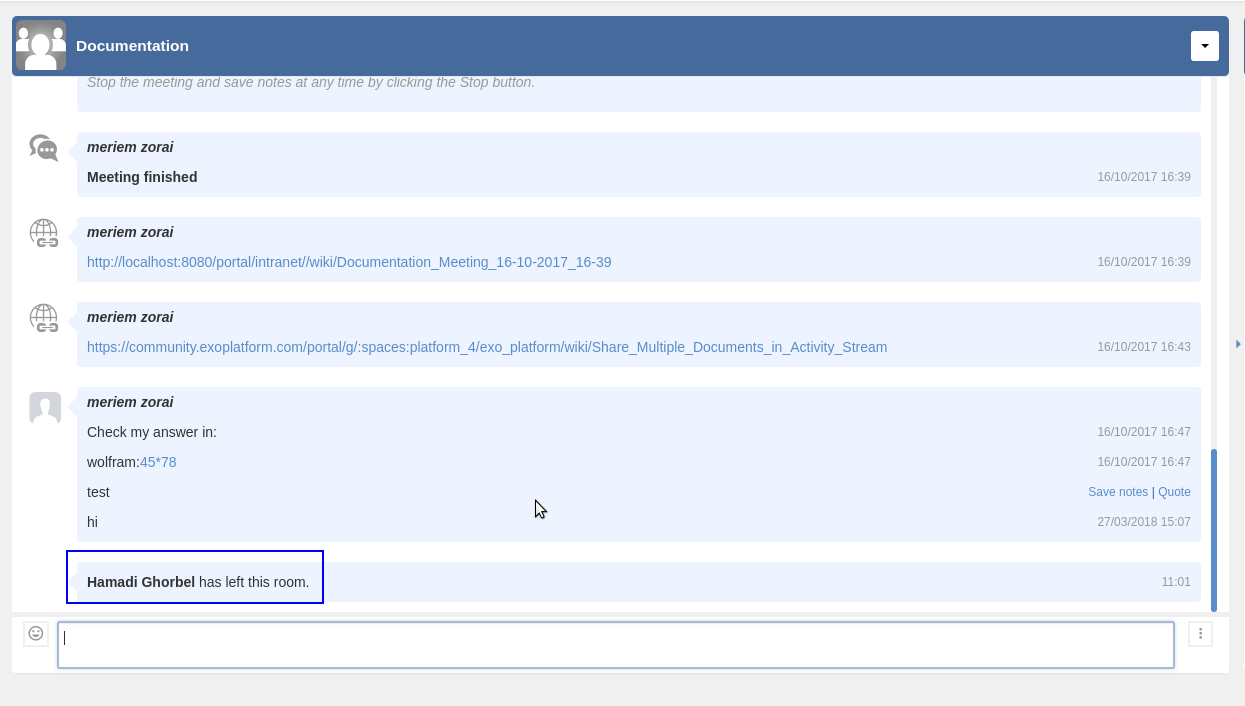 Documentation
Stop the meeting and save notes at any time by clicking the Stop button.
meriem zorai
Meeting finished 16/10/2017 16:39
meriem zorai
http://localhost:8080/portal/intranet//wiki/Documentation_Meeting_16-10-2017_16-39 16/10/2017 16:39
meriem zorai
https://community.exoplatform.com/portal/g/:spaces:platform_4/exo_platform/wiki/Share_Multiple_Documents_in_Activity_Stream 16/10/2017 16:43
meriem zorai
Check my answer in: 16/10/2017 16:47
wolfram:45*78 16/10/2017 16:47
test Save notes | Quote
hi 27/03/2018 15:07
Hamadi Ghorbel has left this room. 11:01